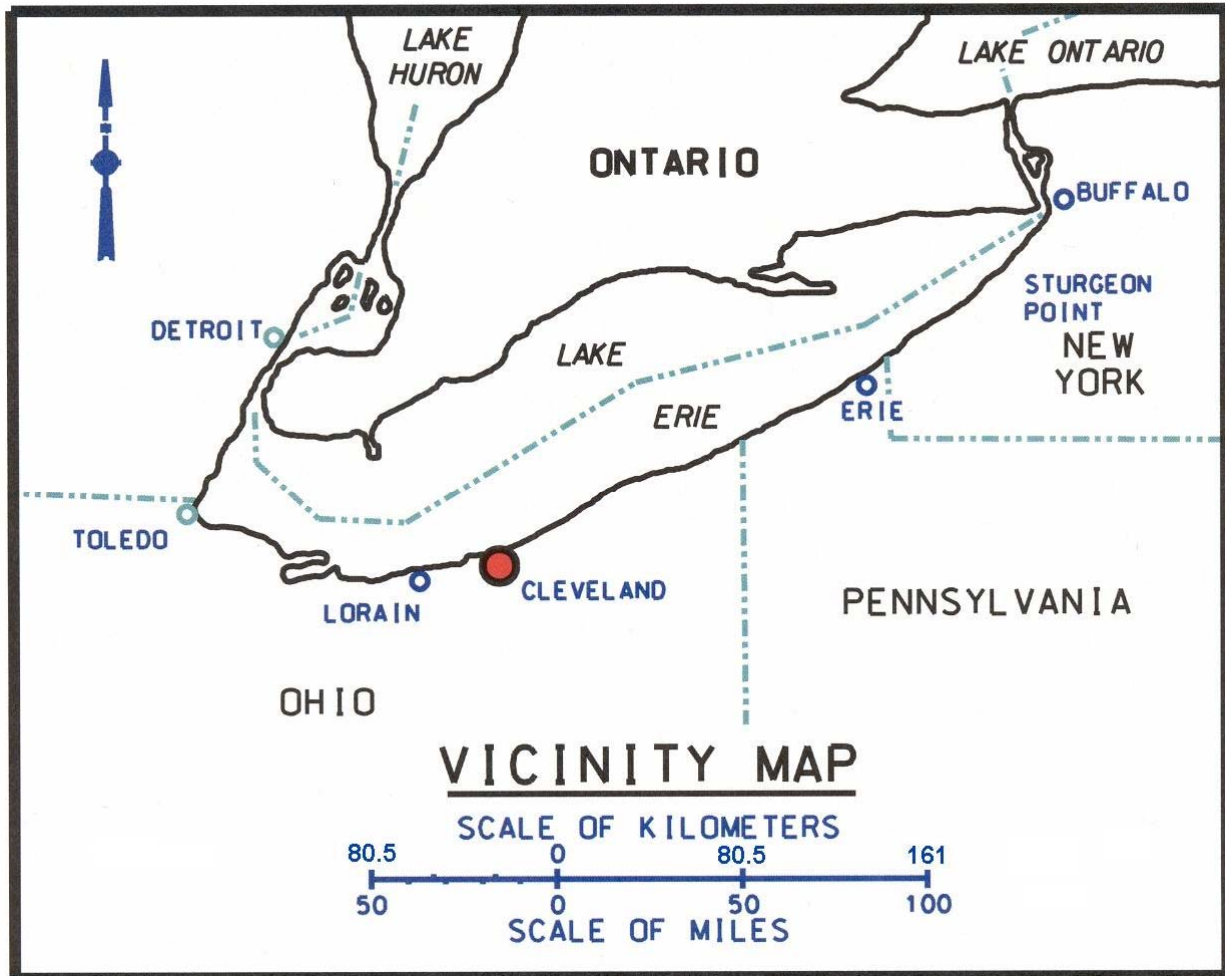 LAKE
HURON
LAKE ONTARIO
ONTARIO
BUFFALO
STURGEON
POINT
DETROIT
NEW
YORK
LAKE
ERIE
ERIE
TOLEDO
CLEVELAND
LORAIN
PENNSYLVANIA
OHIO
VICINITY MAP
SCALE OF KILOMETERS
80.5 0 80.5 161
50 0 50 100
SCALE OF MILES